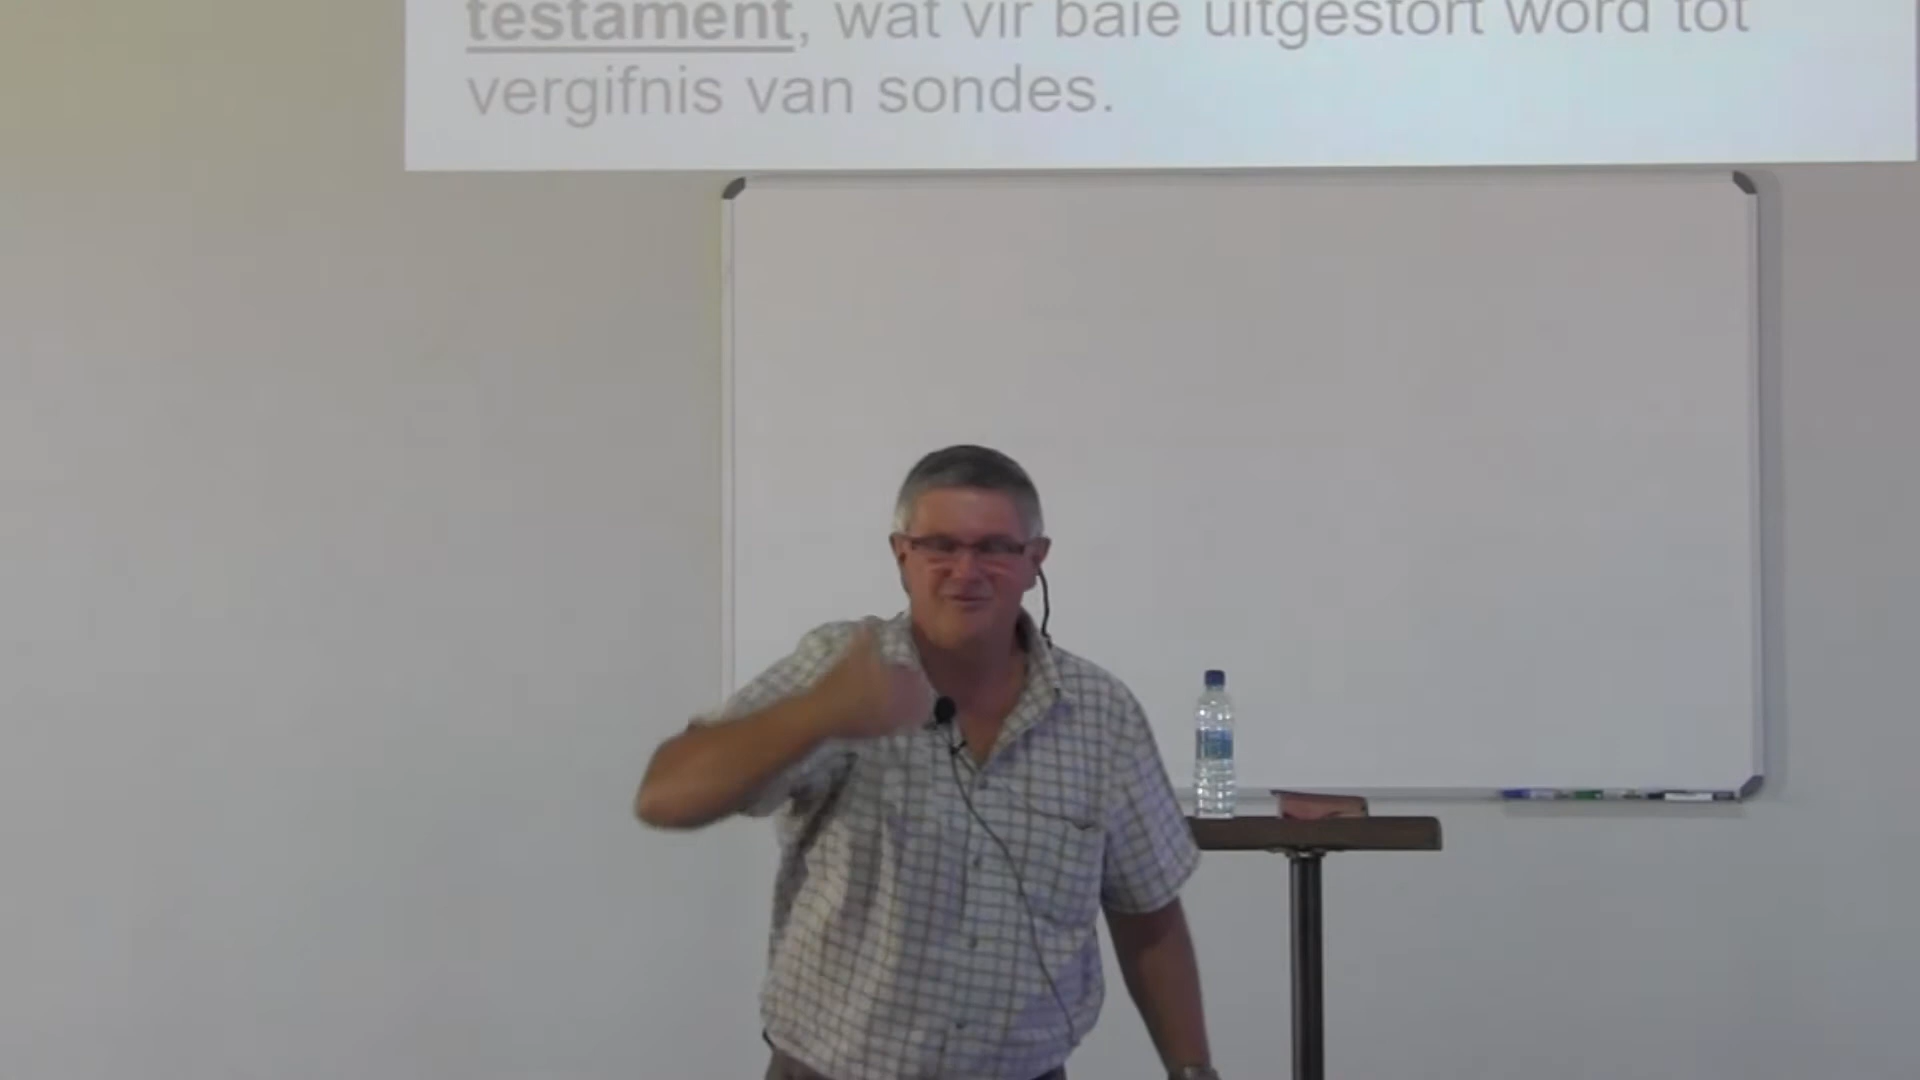 testament, wat vir baie uitgestort word tot
vergifnis van sondes.